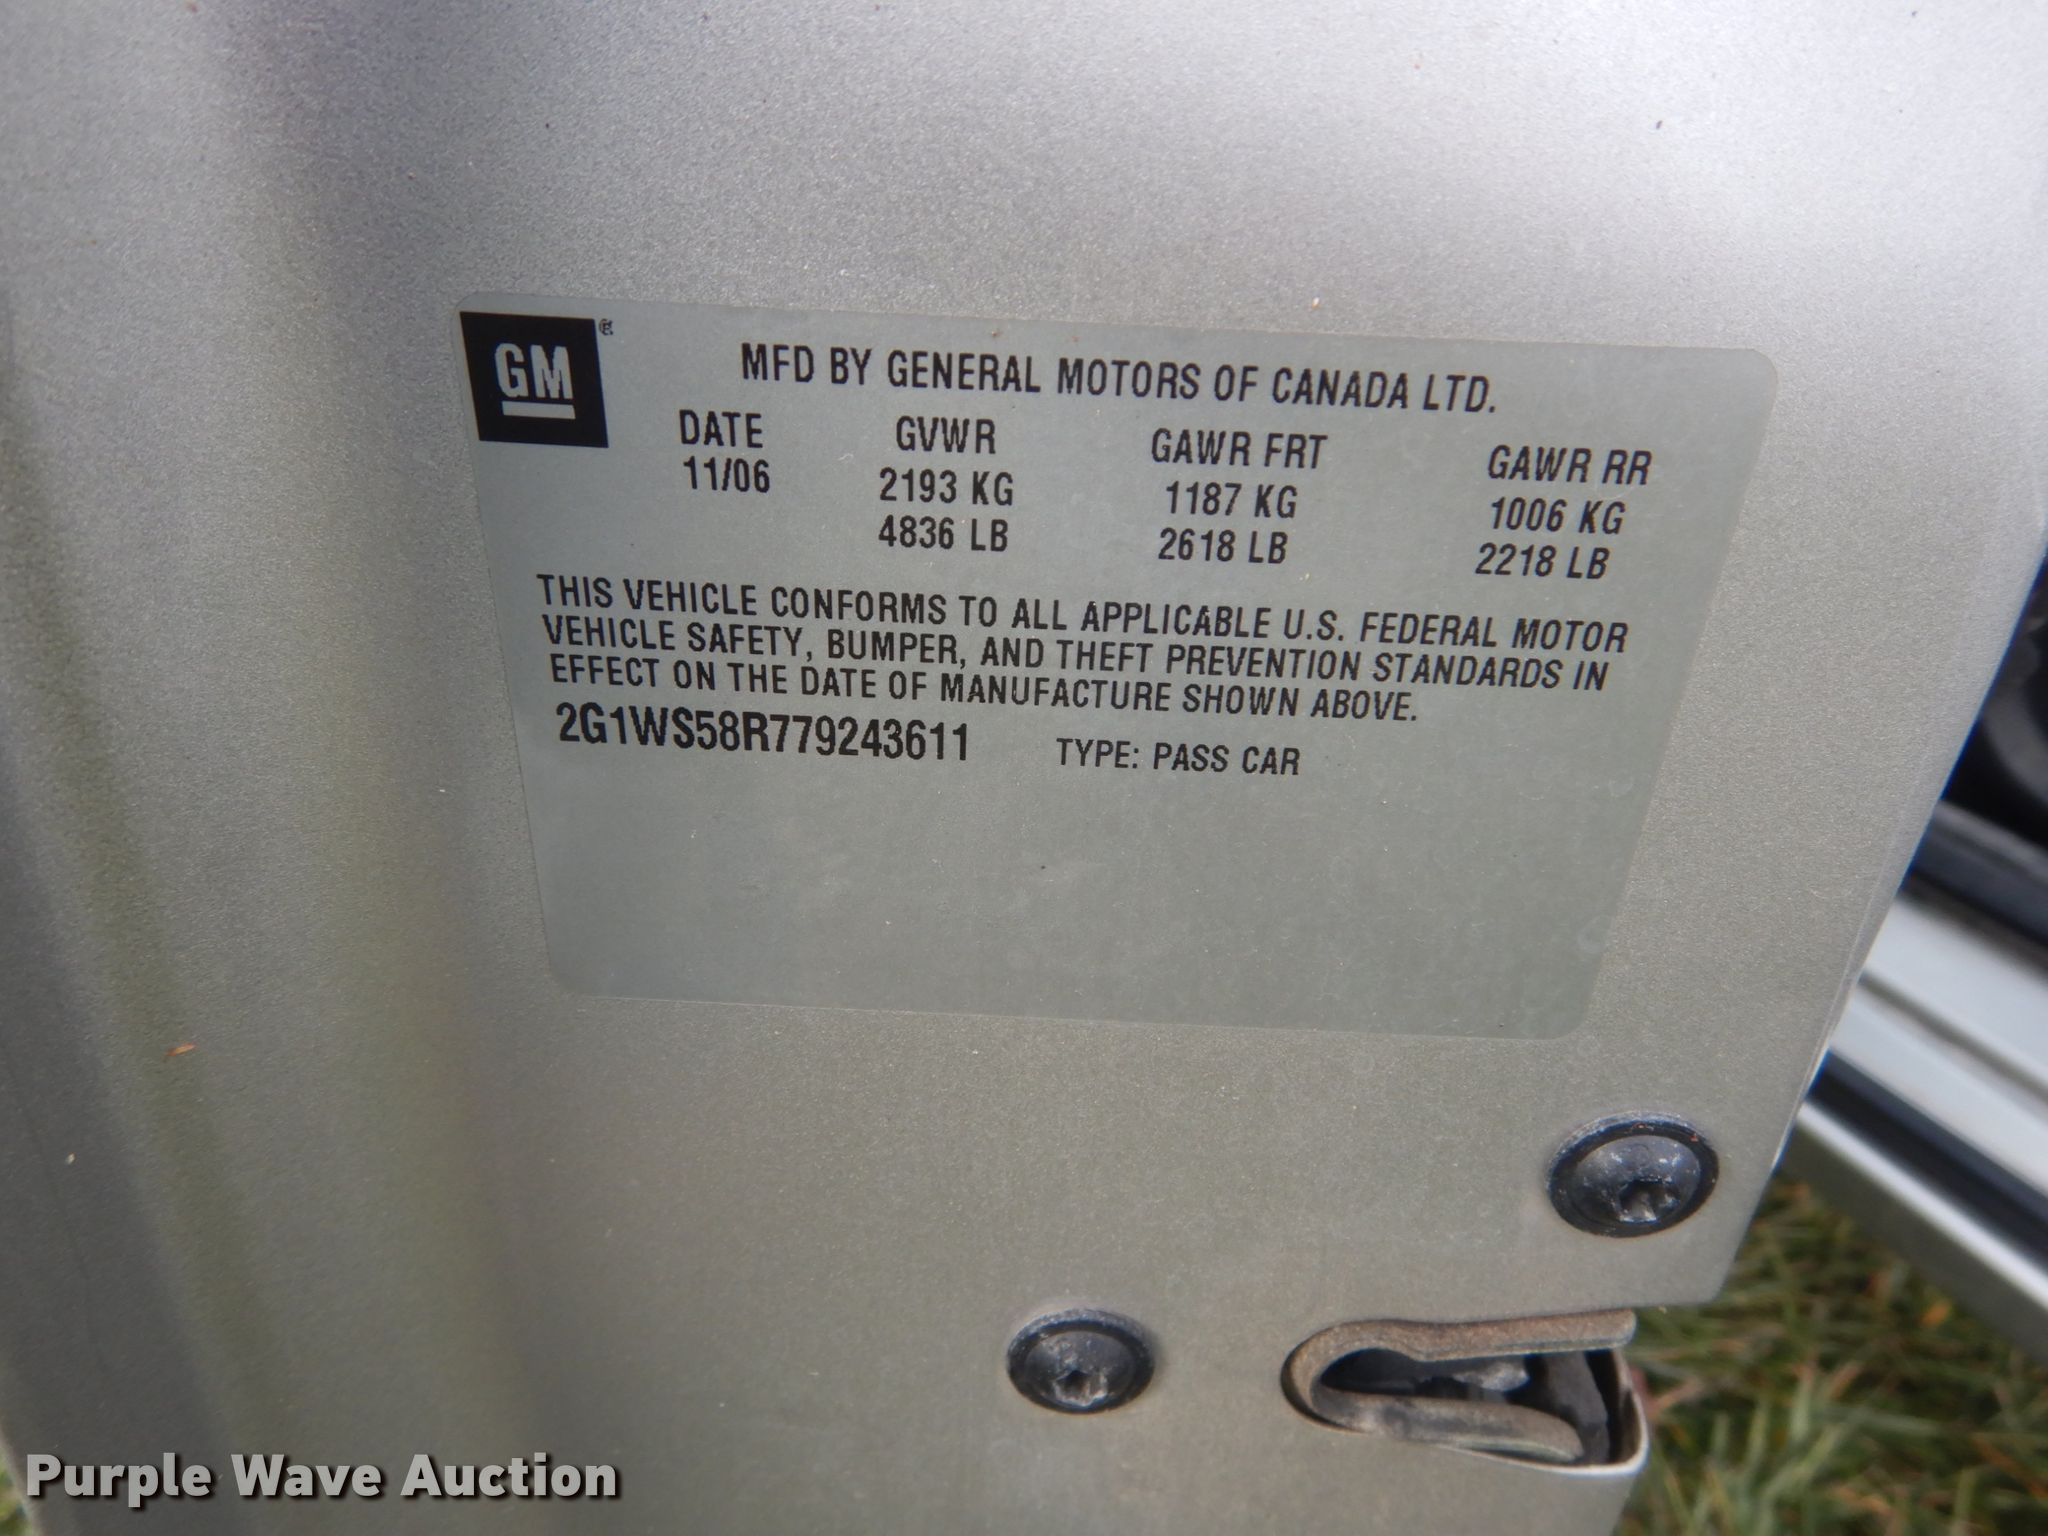 GM®
MFD BY GENERAL MOTORS OF CANADA LTD.
DATE GVWR GAWR FRT GAWR RR
11/06 2193 KG 1187 KG 1006 KG
4836 LB 2618 LB 2218 LB
THIS VEHICLE CONFORMS TO ALL APPLICABLE U.S. FEDERAL MOTOR
VEHICLE SAFETY, BUMPER, AND THEFT PREVENTION STANDARDS IN
EFFECT ON THE DATE OF MANUFACTURE SHOWN ABOVE.
2G1WS58R779243611 TYPE: PASS CAR
Purple Wave Auction